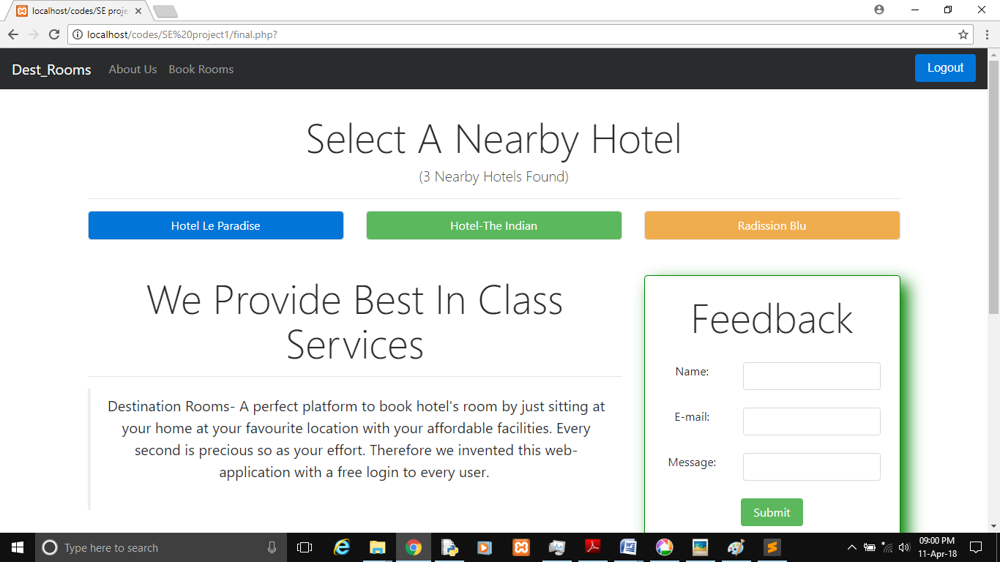 localhost/codes/SE proje
localhost/codes/SE%20project1/final.php?
Dest_Rooms About Us Book Rooms Logout
Select A Nearby Hotel
(3 Nearby Hotels Found)
Hotel Le Paradise Hotel-The Indian Radission Blu
We Provide Best In Class
Services
Destination Rooms- A perfect platform to book hotel's room by just sitting at
your home at your favourite location with your affordable facilities. Every
second is precious so as your effort. Therefore we invented this web-
application with a free login to every user.
Feedback
Name:
E-mail:
Message:
Submit
Type here to search
09:00 PM
11-Apr-18